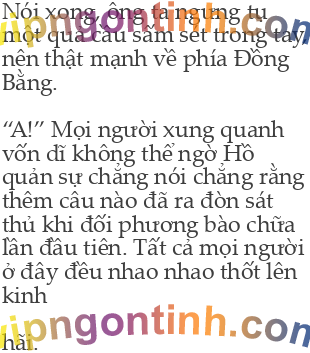 Nói xong, ông ta ngưng tụ
một quả cầu sấm sét trong tay,
nên thật mạnh về phía Đồng
Bằng.
“A!” Mọi người xung quanh
vốn dĩ không thể ngờ Hồ
quản sự chẳng nói chẳng rằng
thêm câu nào đã ra đòn sát
thủ khi đối phương bào chữa
lần đầu tiên. Tất cả mọi người
ở đây đều nhao nhao thốt lên
kinh
vipngontinh.com
hãi.
vipngontinh.com